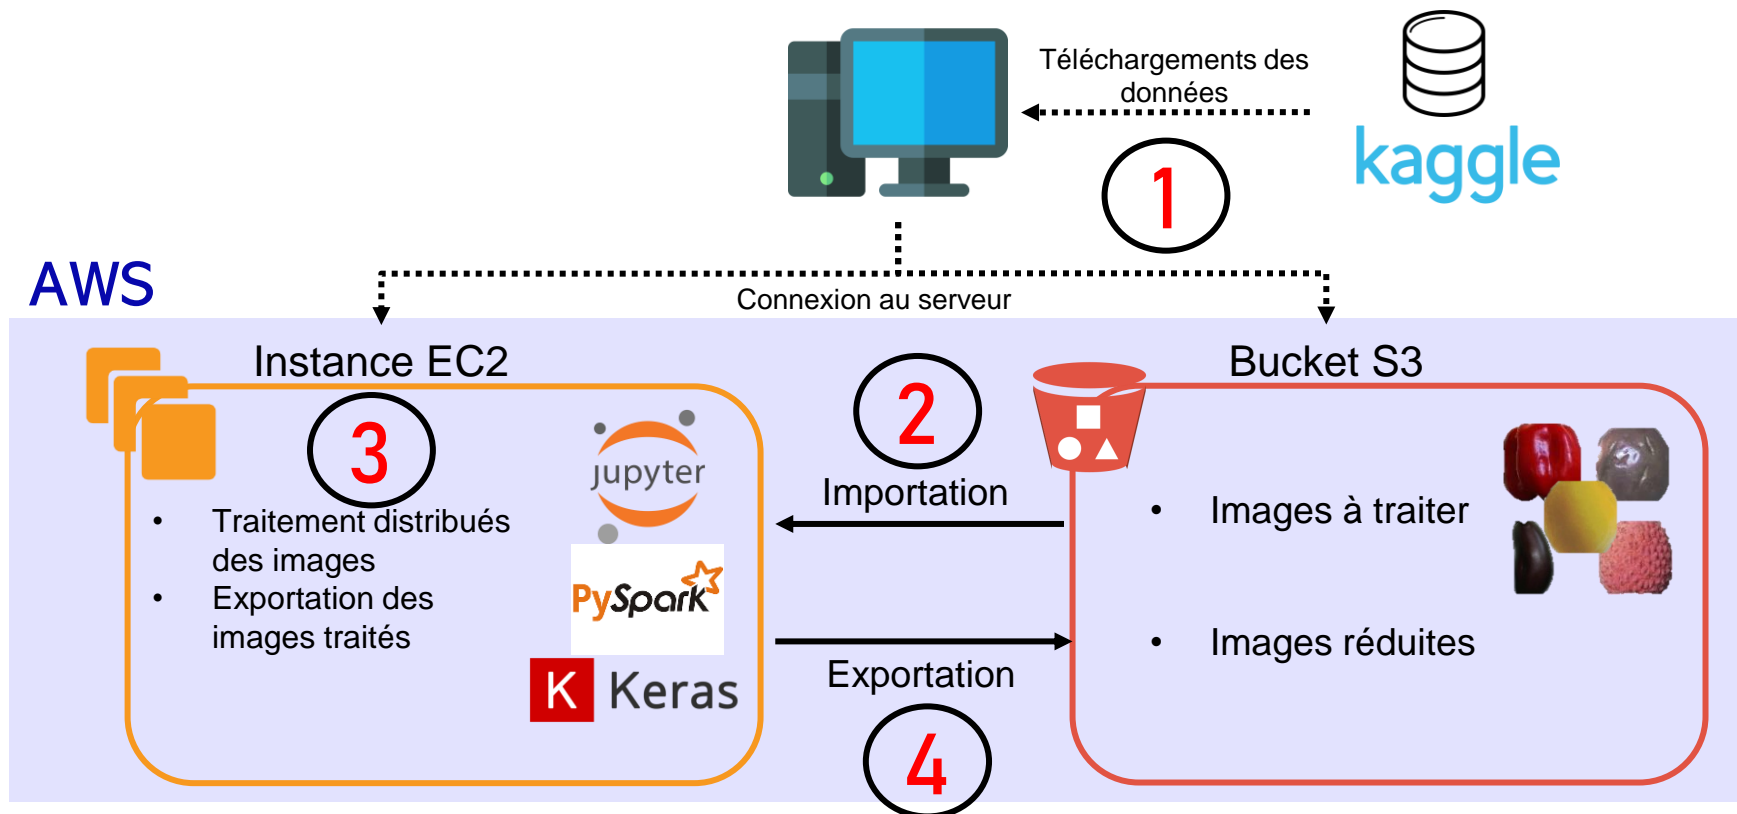 Téléchargements des
données
kaggle
1
AWS
Connexion au serveur
Instance EC2
3
jupyter
• Traitement distribués
des images
• Exportation des
images traités
PySpark
K Keras
2
Importation
Exportation
4
Bucket S3
• Images à traiter
• Images réduites